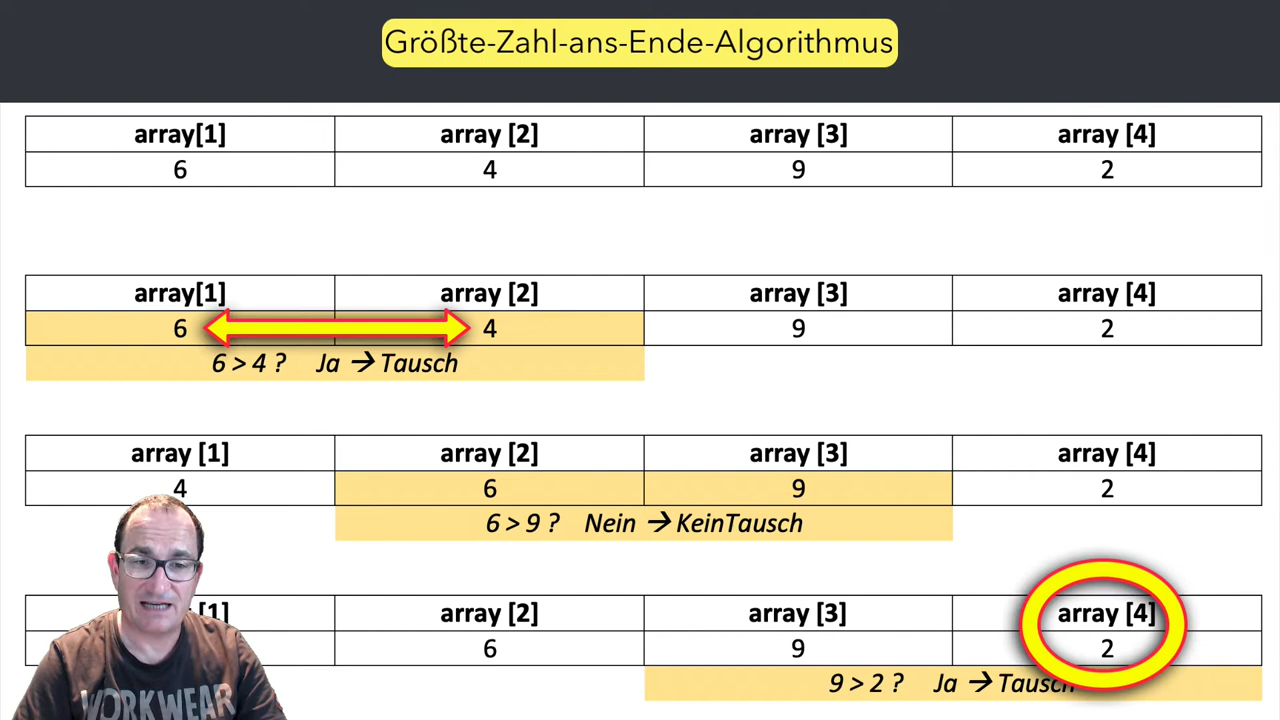 Größte-Zahl-ans-Ende-Algorithmus
array[1] array [2] array [3] array [4]
6 4 9 2
array[1] array [2] array [3] array [4]
6 4 9 2
6 > 4 ? Ja → Tausch
array [1] array [2] array [3] array [4]
4 6 9 2
6 > 9 ? Nein → KeinTausch
[1] array [2] array [3] array [4]
6 9 2
9 > 2 ? Ja → Tausch
WORKWEAR